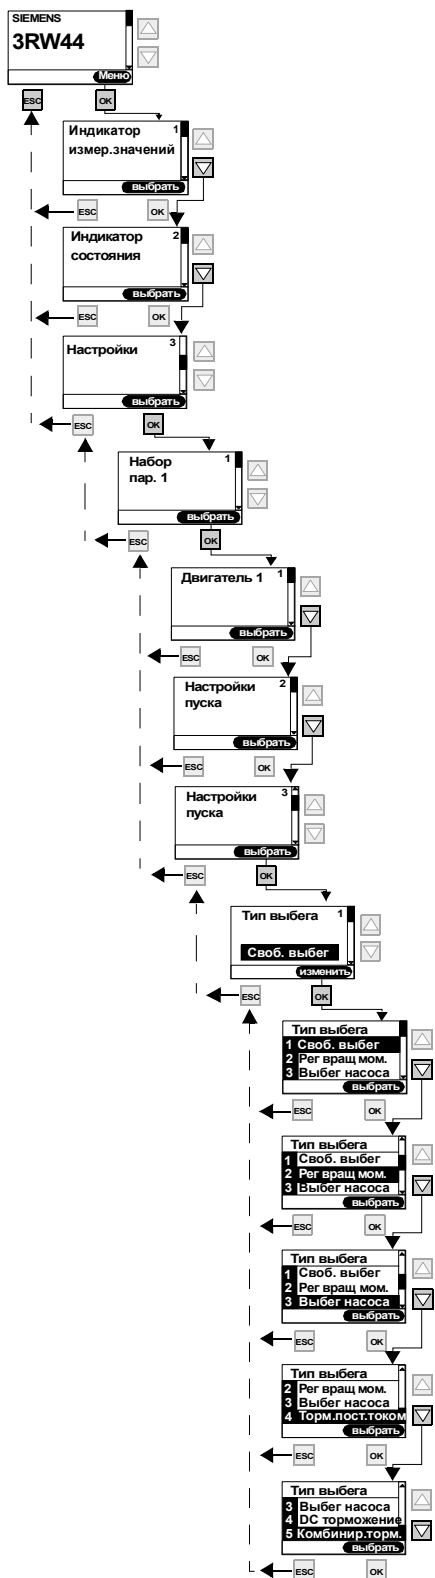 SIEMENS
3RW44
Меню
ESC
OK
Индикатор 1
измер.значений
выбрать
ESC
OK
Индикатор 2
состояния
выбрать
ESC
OK
3
Настройки
выбрать
ESC
OK
Набор 1
пар. 1
выбрать
ESC
OK
Двигатель 1 1
выбрать
ESC
OK
Настройки 2
пуска
выбрать
ESC
OK
Настройки 3
пуска
выбрать
ESC
OK
Тип выбега 1
Своб. выбег
изменить
ESC
OK
Тип выбега
1 Своб. выбег
2 Рег вращ мом.
3 Выбег насоса
выбрать
ESC
OK
Тип выбега
1 Своб. выбег
2 Рег вращ мом.
3 Выбег насоса
выбрать
ESC
OK
Тип выбега
1 Своб. выбег
2 Рег вращ мом.
3 Выбег насоса
выбрать
ESC
OK
Тип выбега
2 Рег вращ мом.
3 Выбег насоса
4 Торм.пост.током
выбрать
ESC
OK
Тип выбега
3 Выбег насоса
4 DC торможение
5 Комбинир.торм.
выбрать
ESC
OK